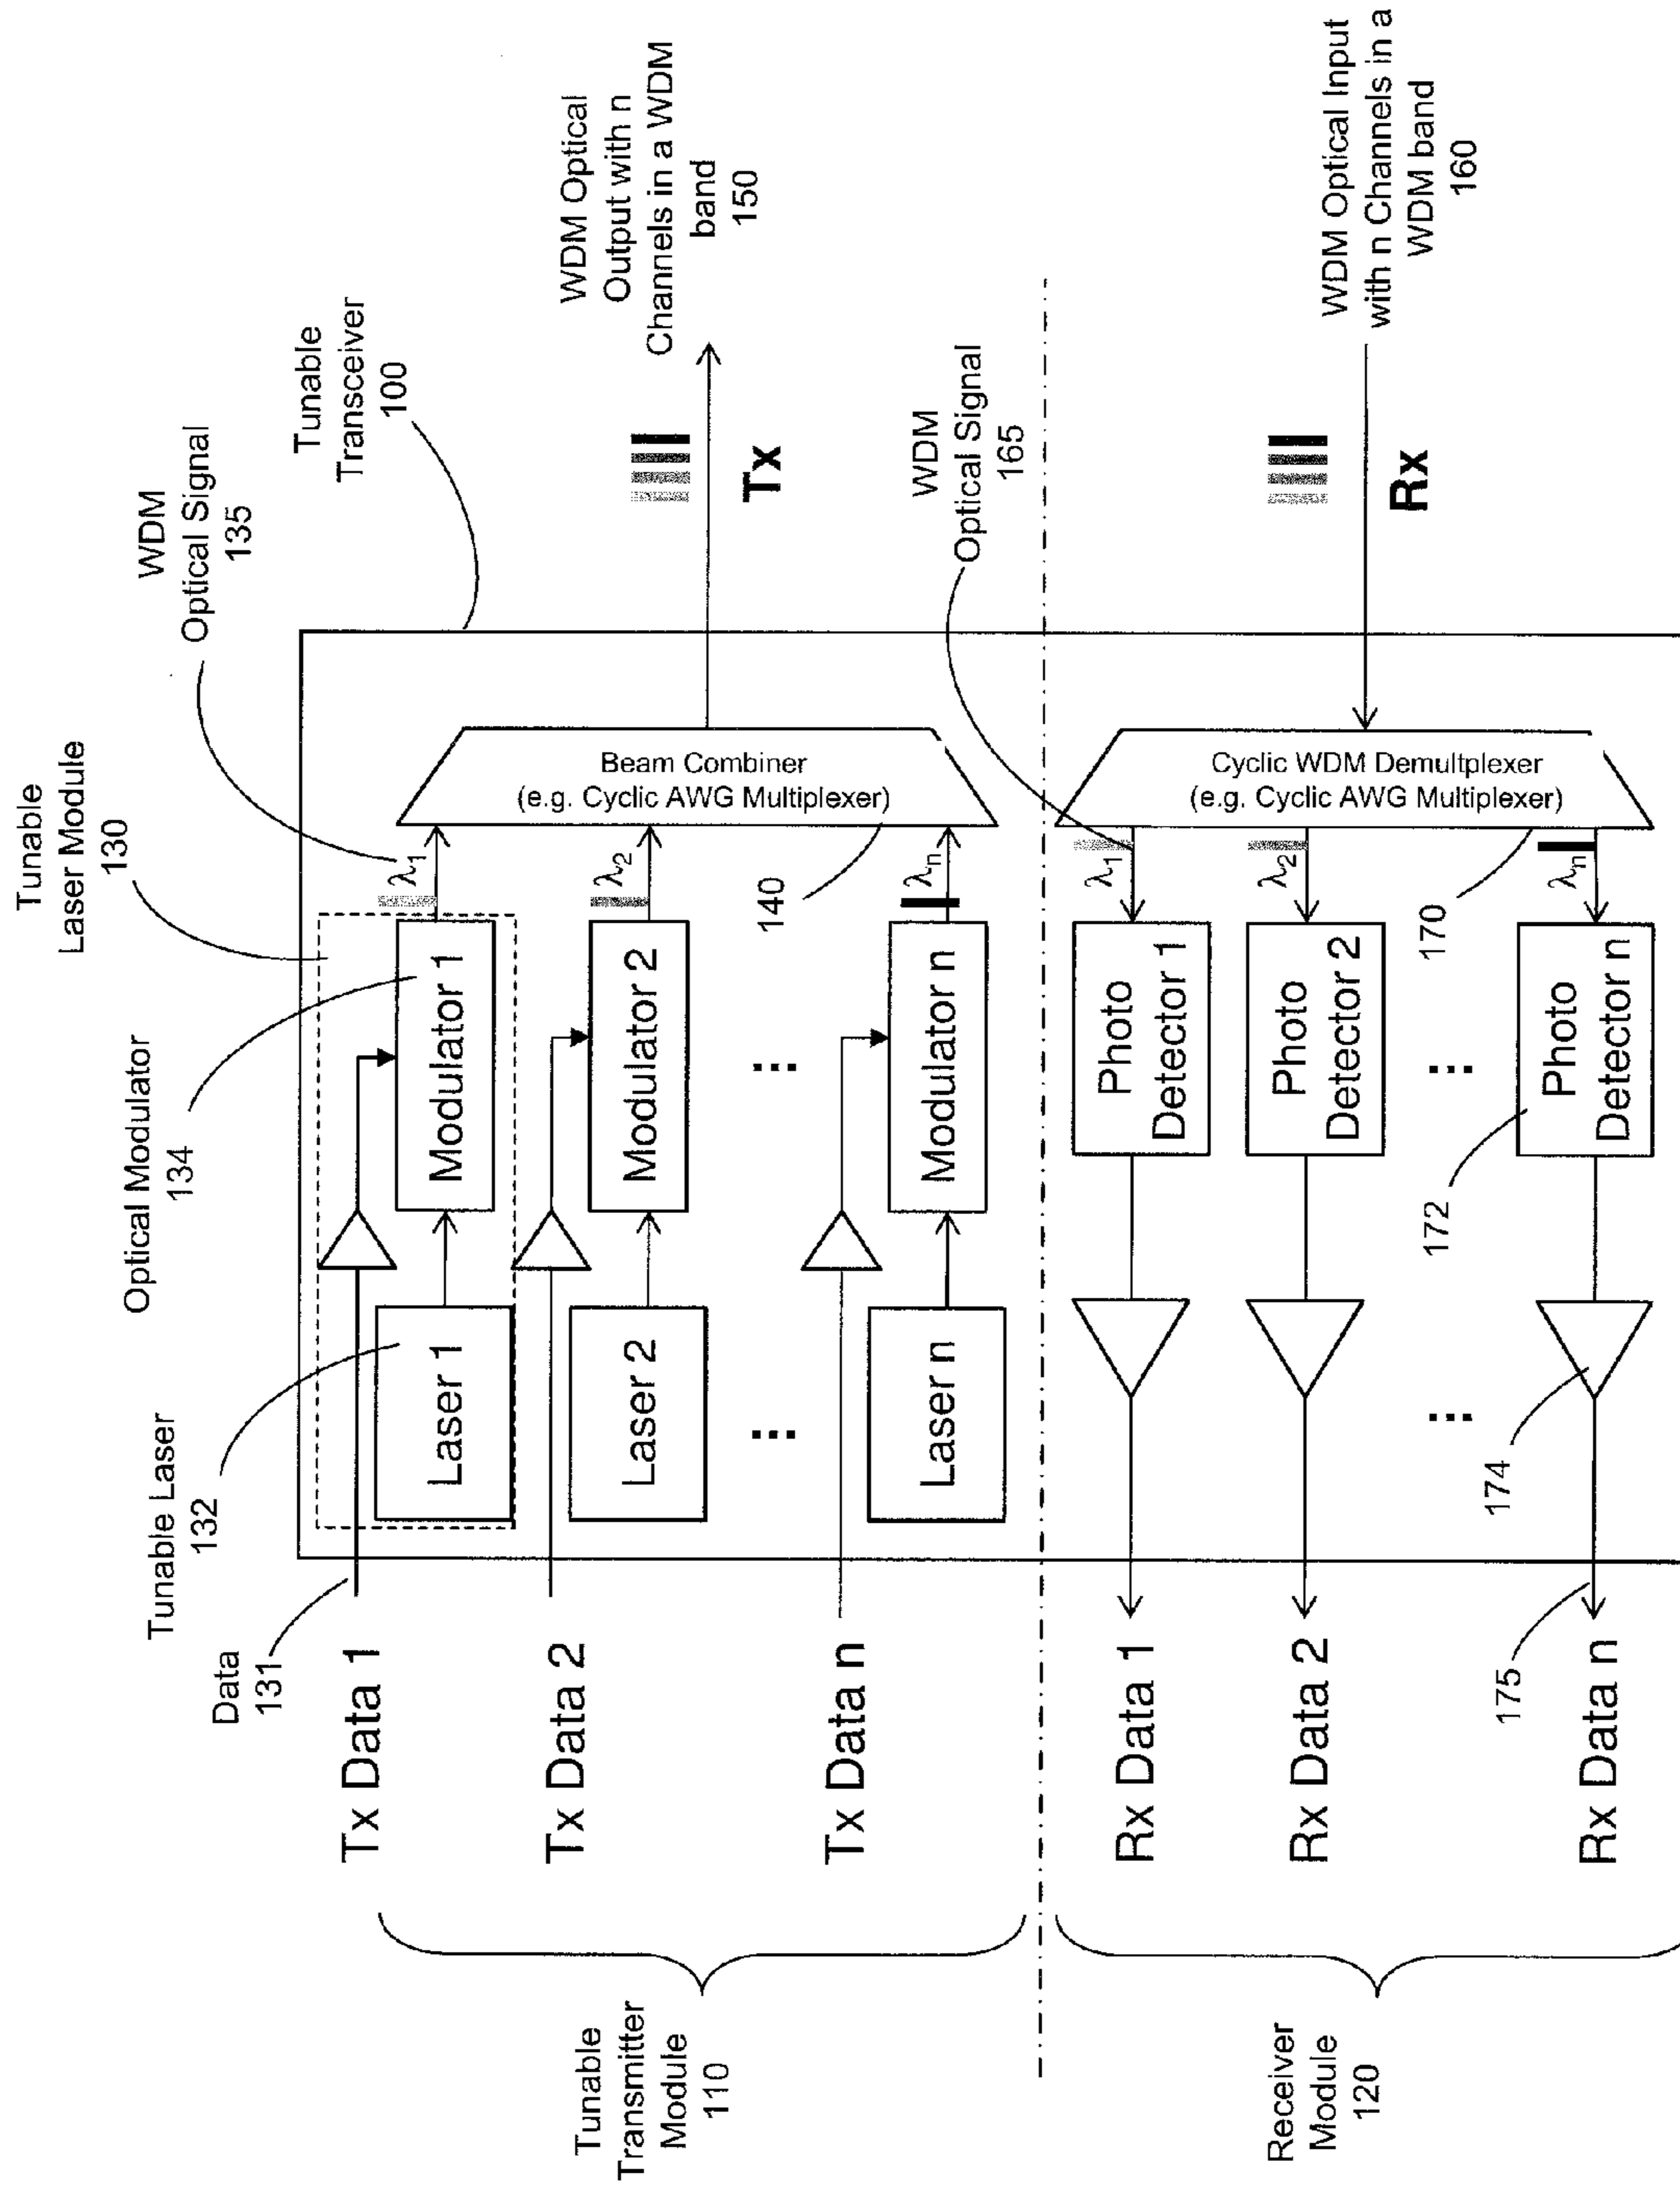 Tunable
Laser Module
130
WDM
Optical Signal
135
Optical Modulator
134
Tunable
Transceiver
100
Tunable Laser
132
Data
131
Tx Data 1
Laser 1
Modulator 1
λ1
Tx Data 2
Laser 2
Modulator 2
λ2
...
...
Tx Data n
Laser n
Modulator n
λn
Beam Combiner
(e.g. Cyclic AWG Multiplexer)
140
WDM Optical
Output with n
Channels in a WDM
band
150
Tx
Tunable
Transmitter
Module
110
WDM
Optical Signal
165
Rx Data 1
Photo
Detector 1
λ1
Rx Data 2
Photo
Detector 2
λ2
...
...
Rx Data n
Photo
Detector n
λn
175
174
172
170
Cyclic WDM Demultplexer
(e.g. Cyclic AWG Multiplexer)
WDM Optical Input
with n Channels in a
WDM band
160
Rx
Receiver
Module
120